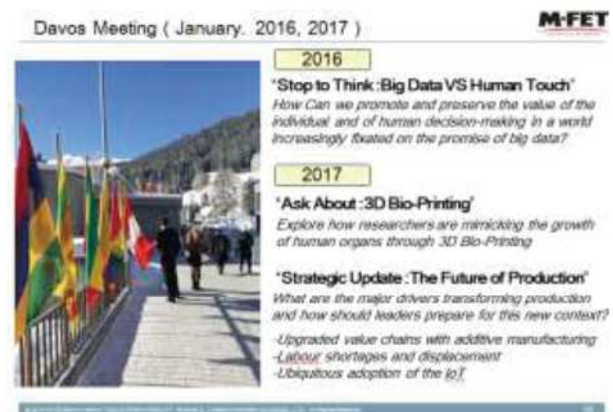 Davos Meeting ( January. 2016, 2017 )
M-FET
2016
'Stop to Think :Big Data VS Human Touch'
How Can we promote and preserve the value of the
individual and of human decision-making in a world
increasingly fixated on the promise of big data?
2017
'Ask About :3D Bio-Printing'
Explore how researchers are mimicking the growth
of human organs through 3D Bio-Printing
'Strategic Update :The Future of Production'
What are the major drivers transforming production
and how should leaders prepare for this new context?
-Upgraded value chains with additive manufacturing
-Labour shortages and displacement
-Ubiquitous adoption of the IoT